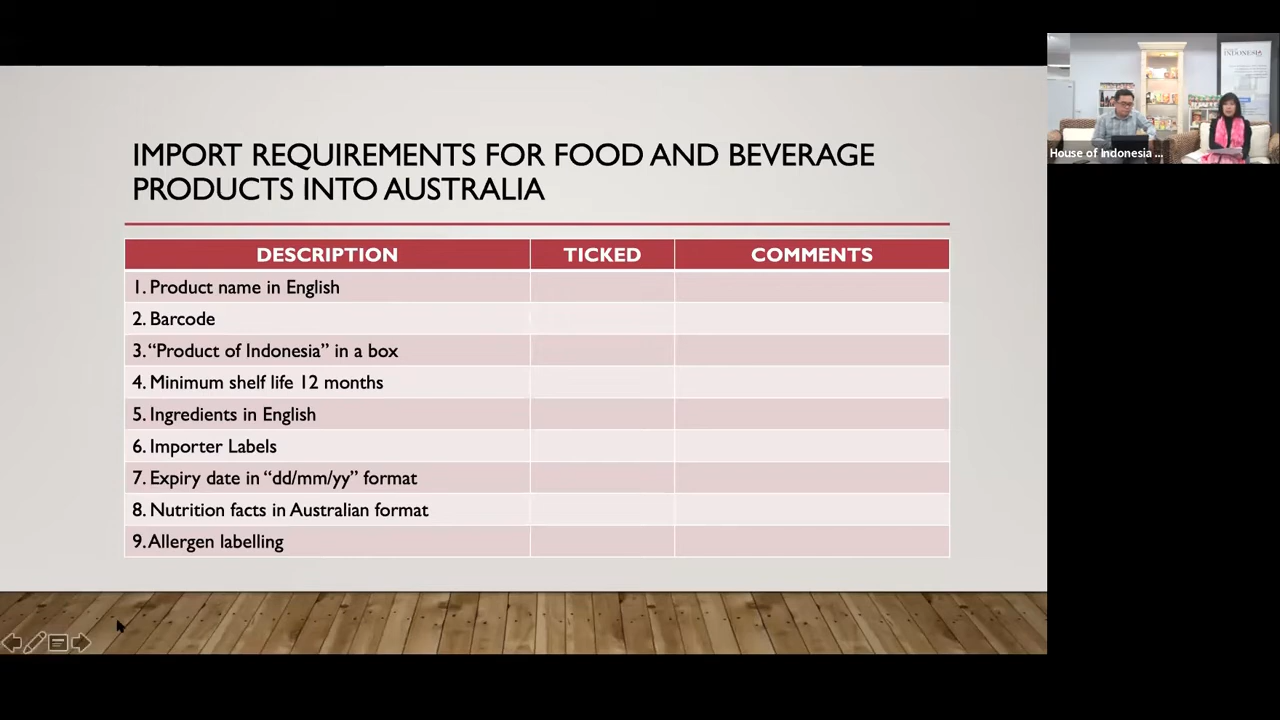 IMPORT REQUIREMENTS FOR FOOD AND BEVERAGE
PRODUCTS INTO AUSTRALIA
DESCRIPTION TICKED COMMENTS
1. Product name in English
2. Barcode
3. “Product of Indonesia” in a box
4. Minimum shelf life 12 months
5. Ingredients in English
6. Importer Labels
7. Expiry date in “dd/mm/yy” format
8. Nutrition facts in Australian format
9. Allergen labelling
INDONESIA
House of Indonesia ...